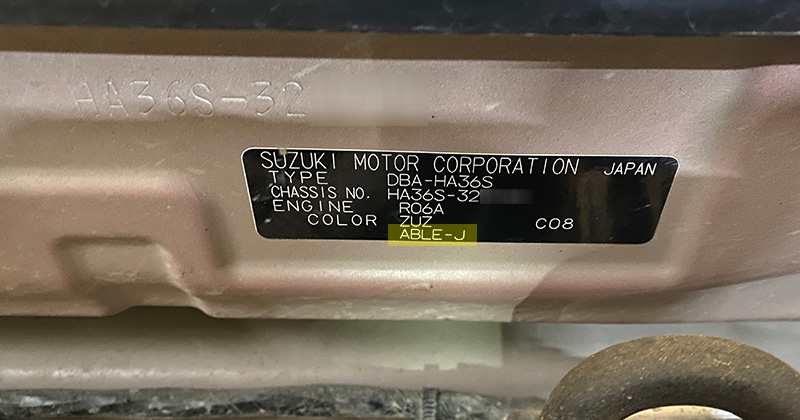 HA36S-32
SUZUKI MOTOR CORPORATION JAPAN
TYPE DBA-HA36S
CHASSIS NO. HA36S-32
ENGINE R06A
COLOR ZUZ C08
ABLE-J